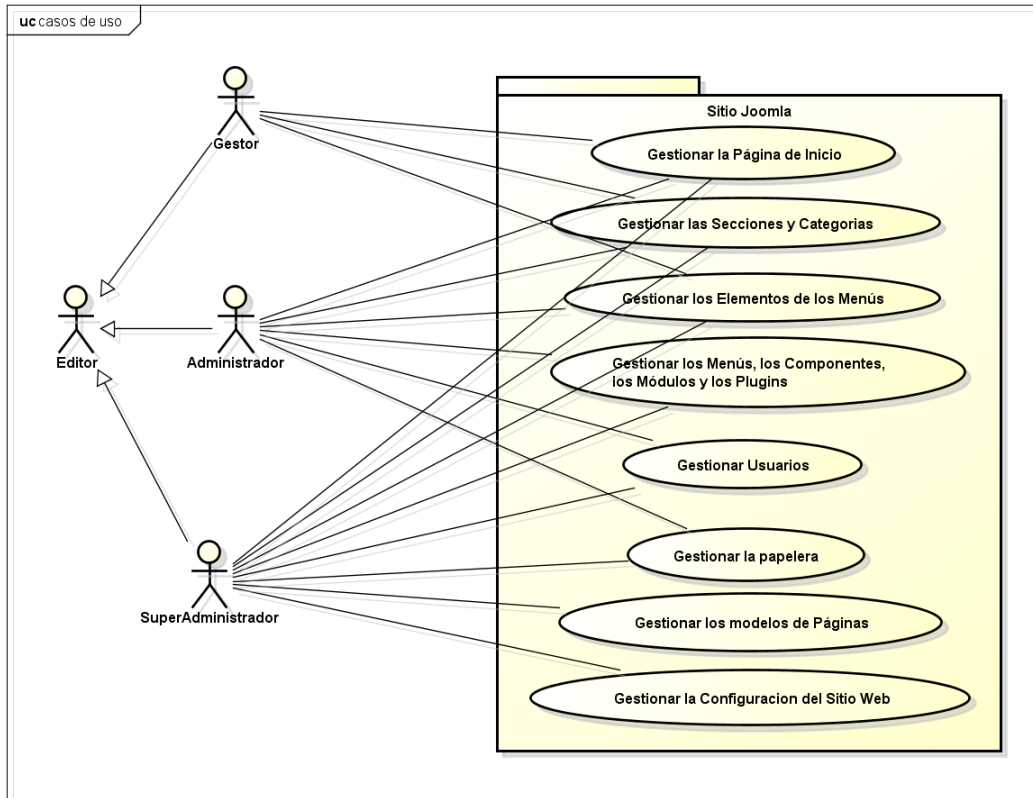 uc casos de uso
Gestor
Editor
Administrador
SuperAdministrador
Sitio Joomla
Gestionar la Página de Inicio
Gestionar las Secciones y Categorias
Gestionar los Elementos de los Menús
Gestionar los Menús, los Componentes,
los Módulos y los Plugins
Gestionar Usuarios
Gestionar la papelera
Gestionar los modelos de Páginas
Gestionar la Configuracion del Sitio Web